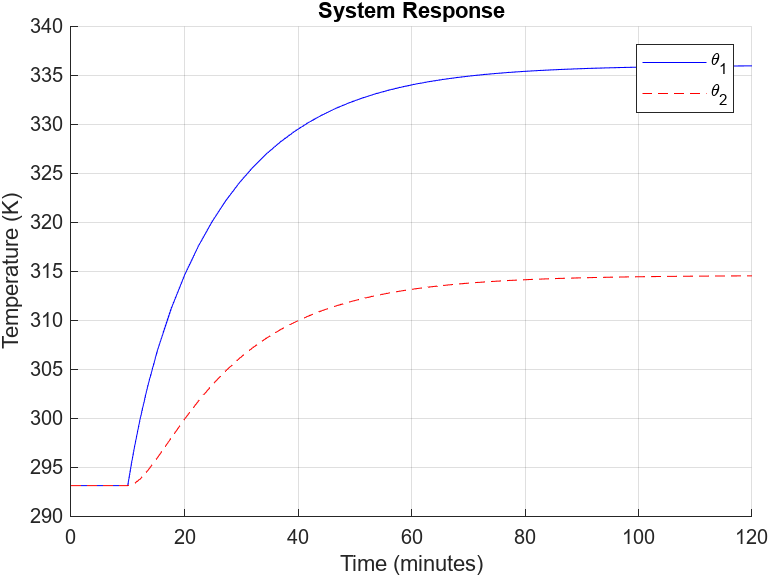 System Response
340
335
330
325
320
315
310
305
300
295
290
Temperature (K)
θ1
θ2
0 20 40 60 80 100 120
Time (minutes)